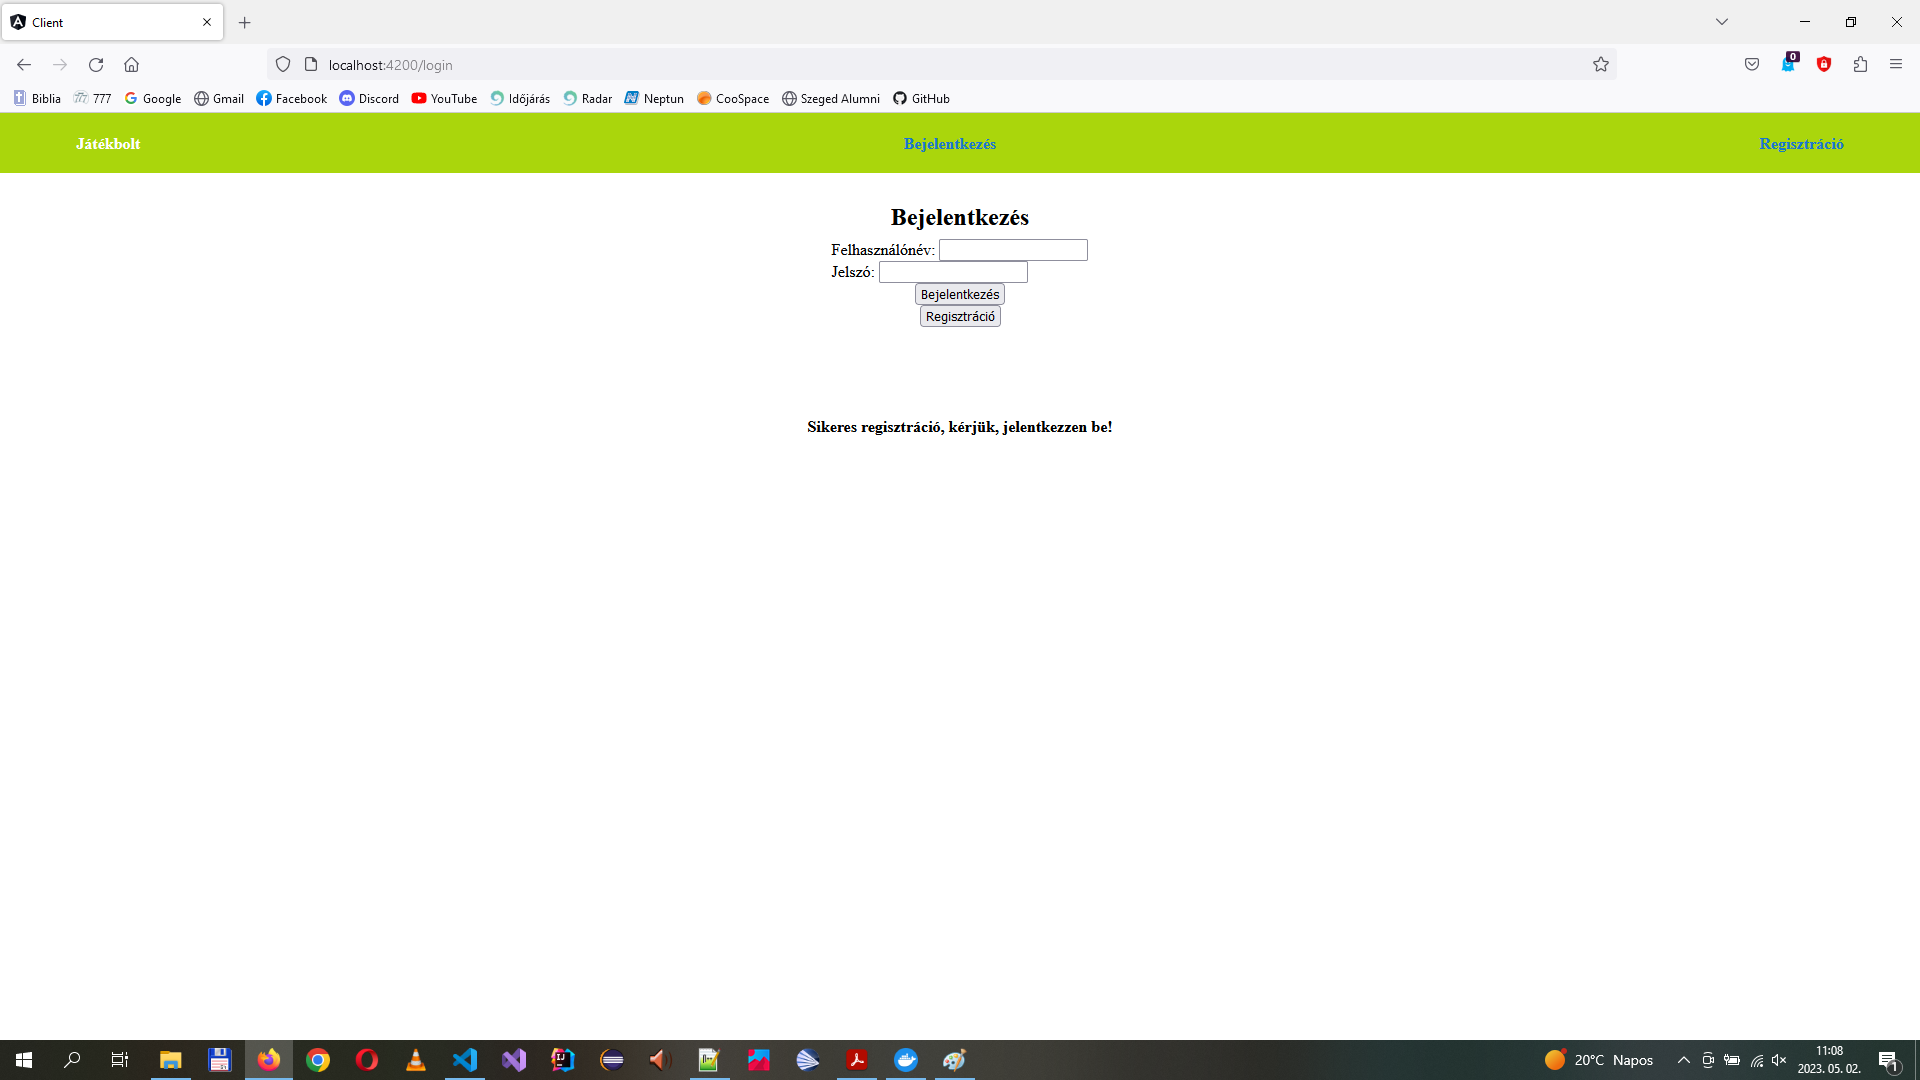 Client
localhost:4200/login
0
Biblia 777 Google Gmail Facebook Discord YouTube Időjárás Radar Neptun CooSpace Szeged Alumni GitHub
Játékbolt Bejelentkezés Regisztráció
Bejelentkezés
Felhasználónév:
Jelszó:
Bejelentkezés
Regisztráció
Sikeres regisztráció, kérjük, jelentkezzen be!
20°C Napos
11:08
2023. 05. 02.
1